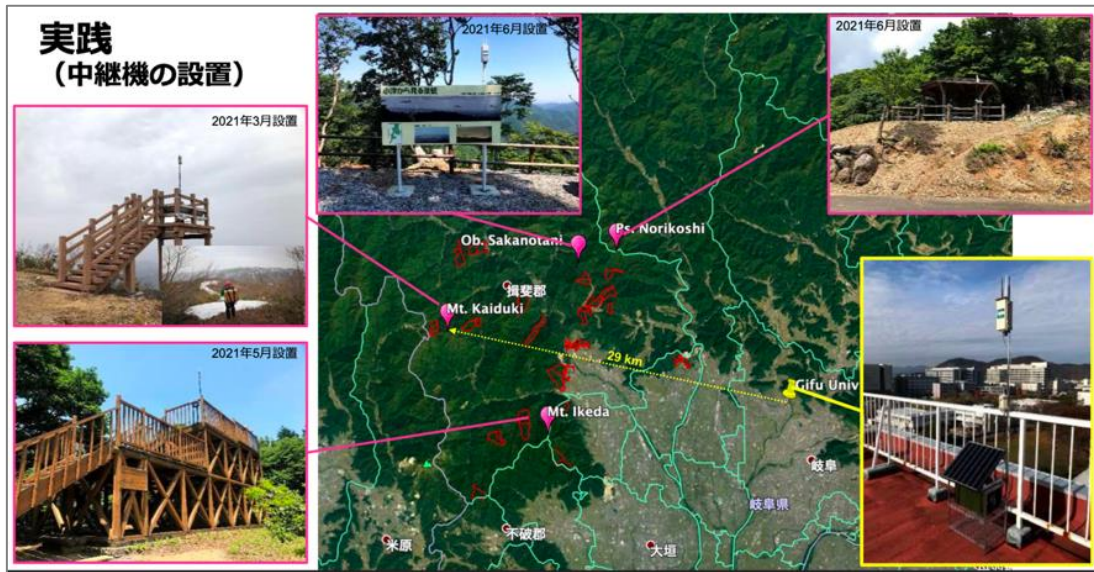 実践
（中継機の設置）
2021年3月設置
2021年6月設置
2021年6月設置
2021年5月設置
Ob. Sakanotani
Ps. Norikoshi
揖斐郡
Mt. Kaiduki
29 km
Gifu Univ
Mt. Ikeda
岐阜
岐阜県
不破郡
米原
大垣